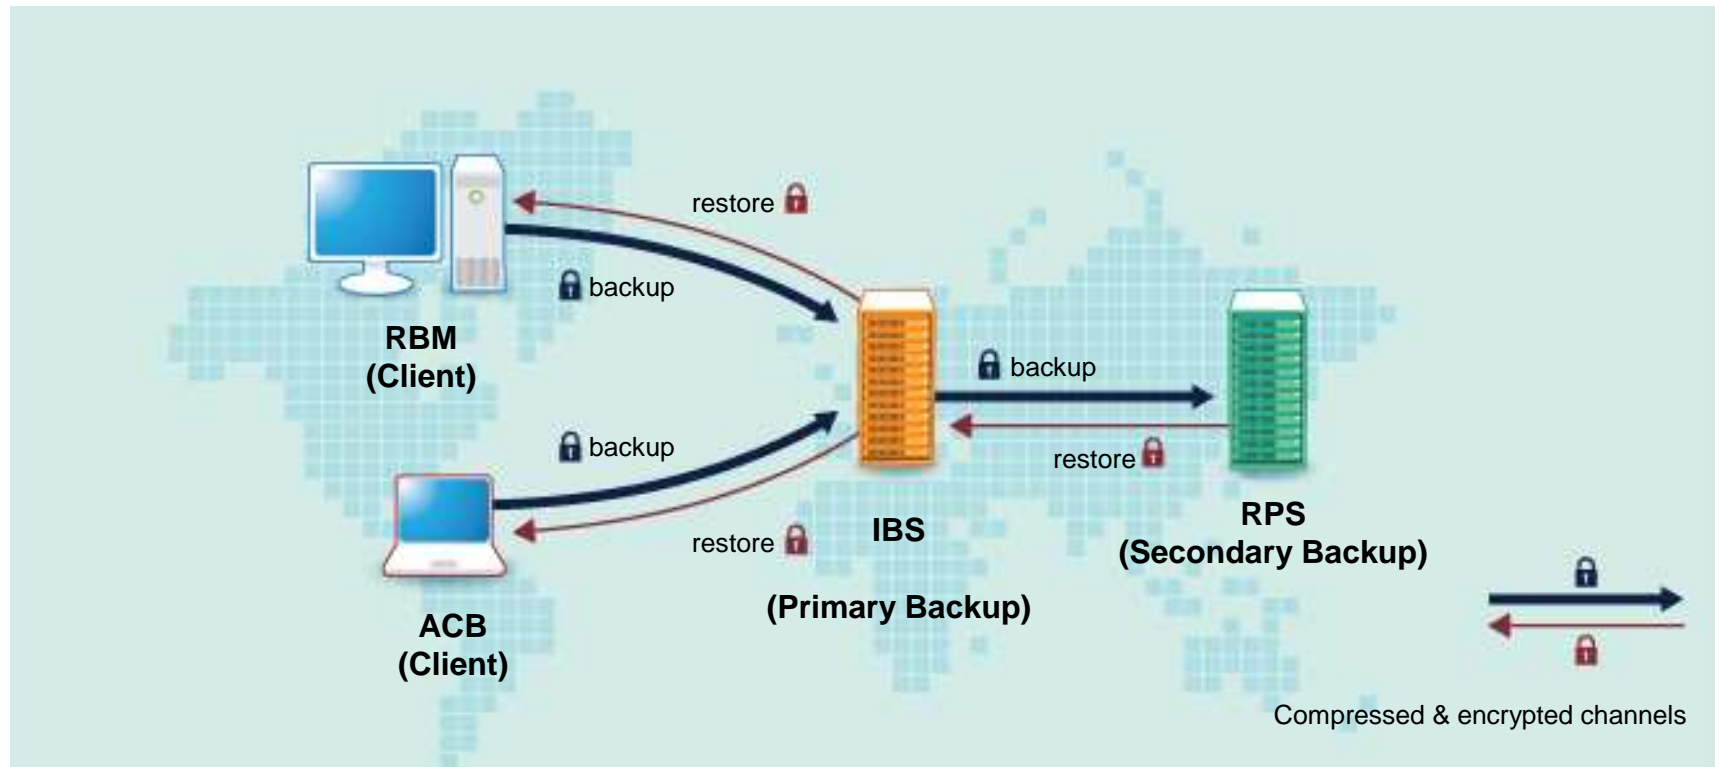 restore
backup
RBM
(Client)
backup
backup
restore
restore
IBS
(Primary Backup)
RPS
(Secondary Backup)
ACB
(Client)
Compressed & encrypted channels